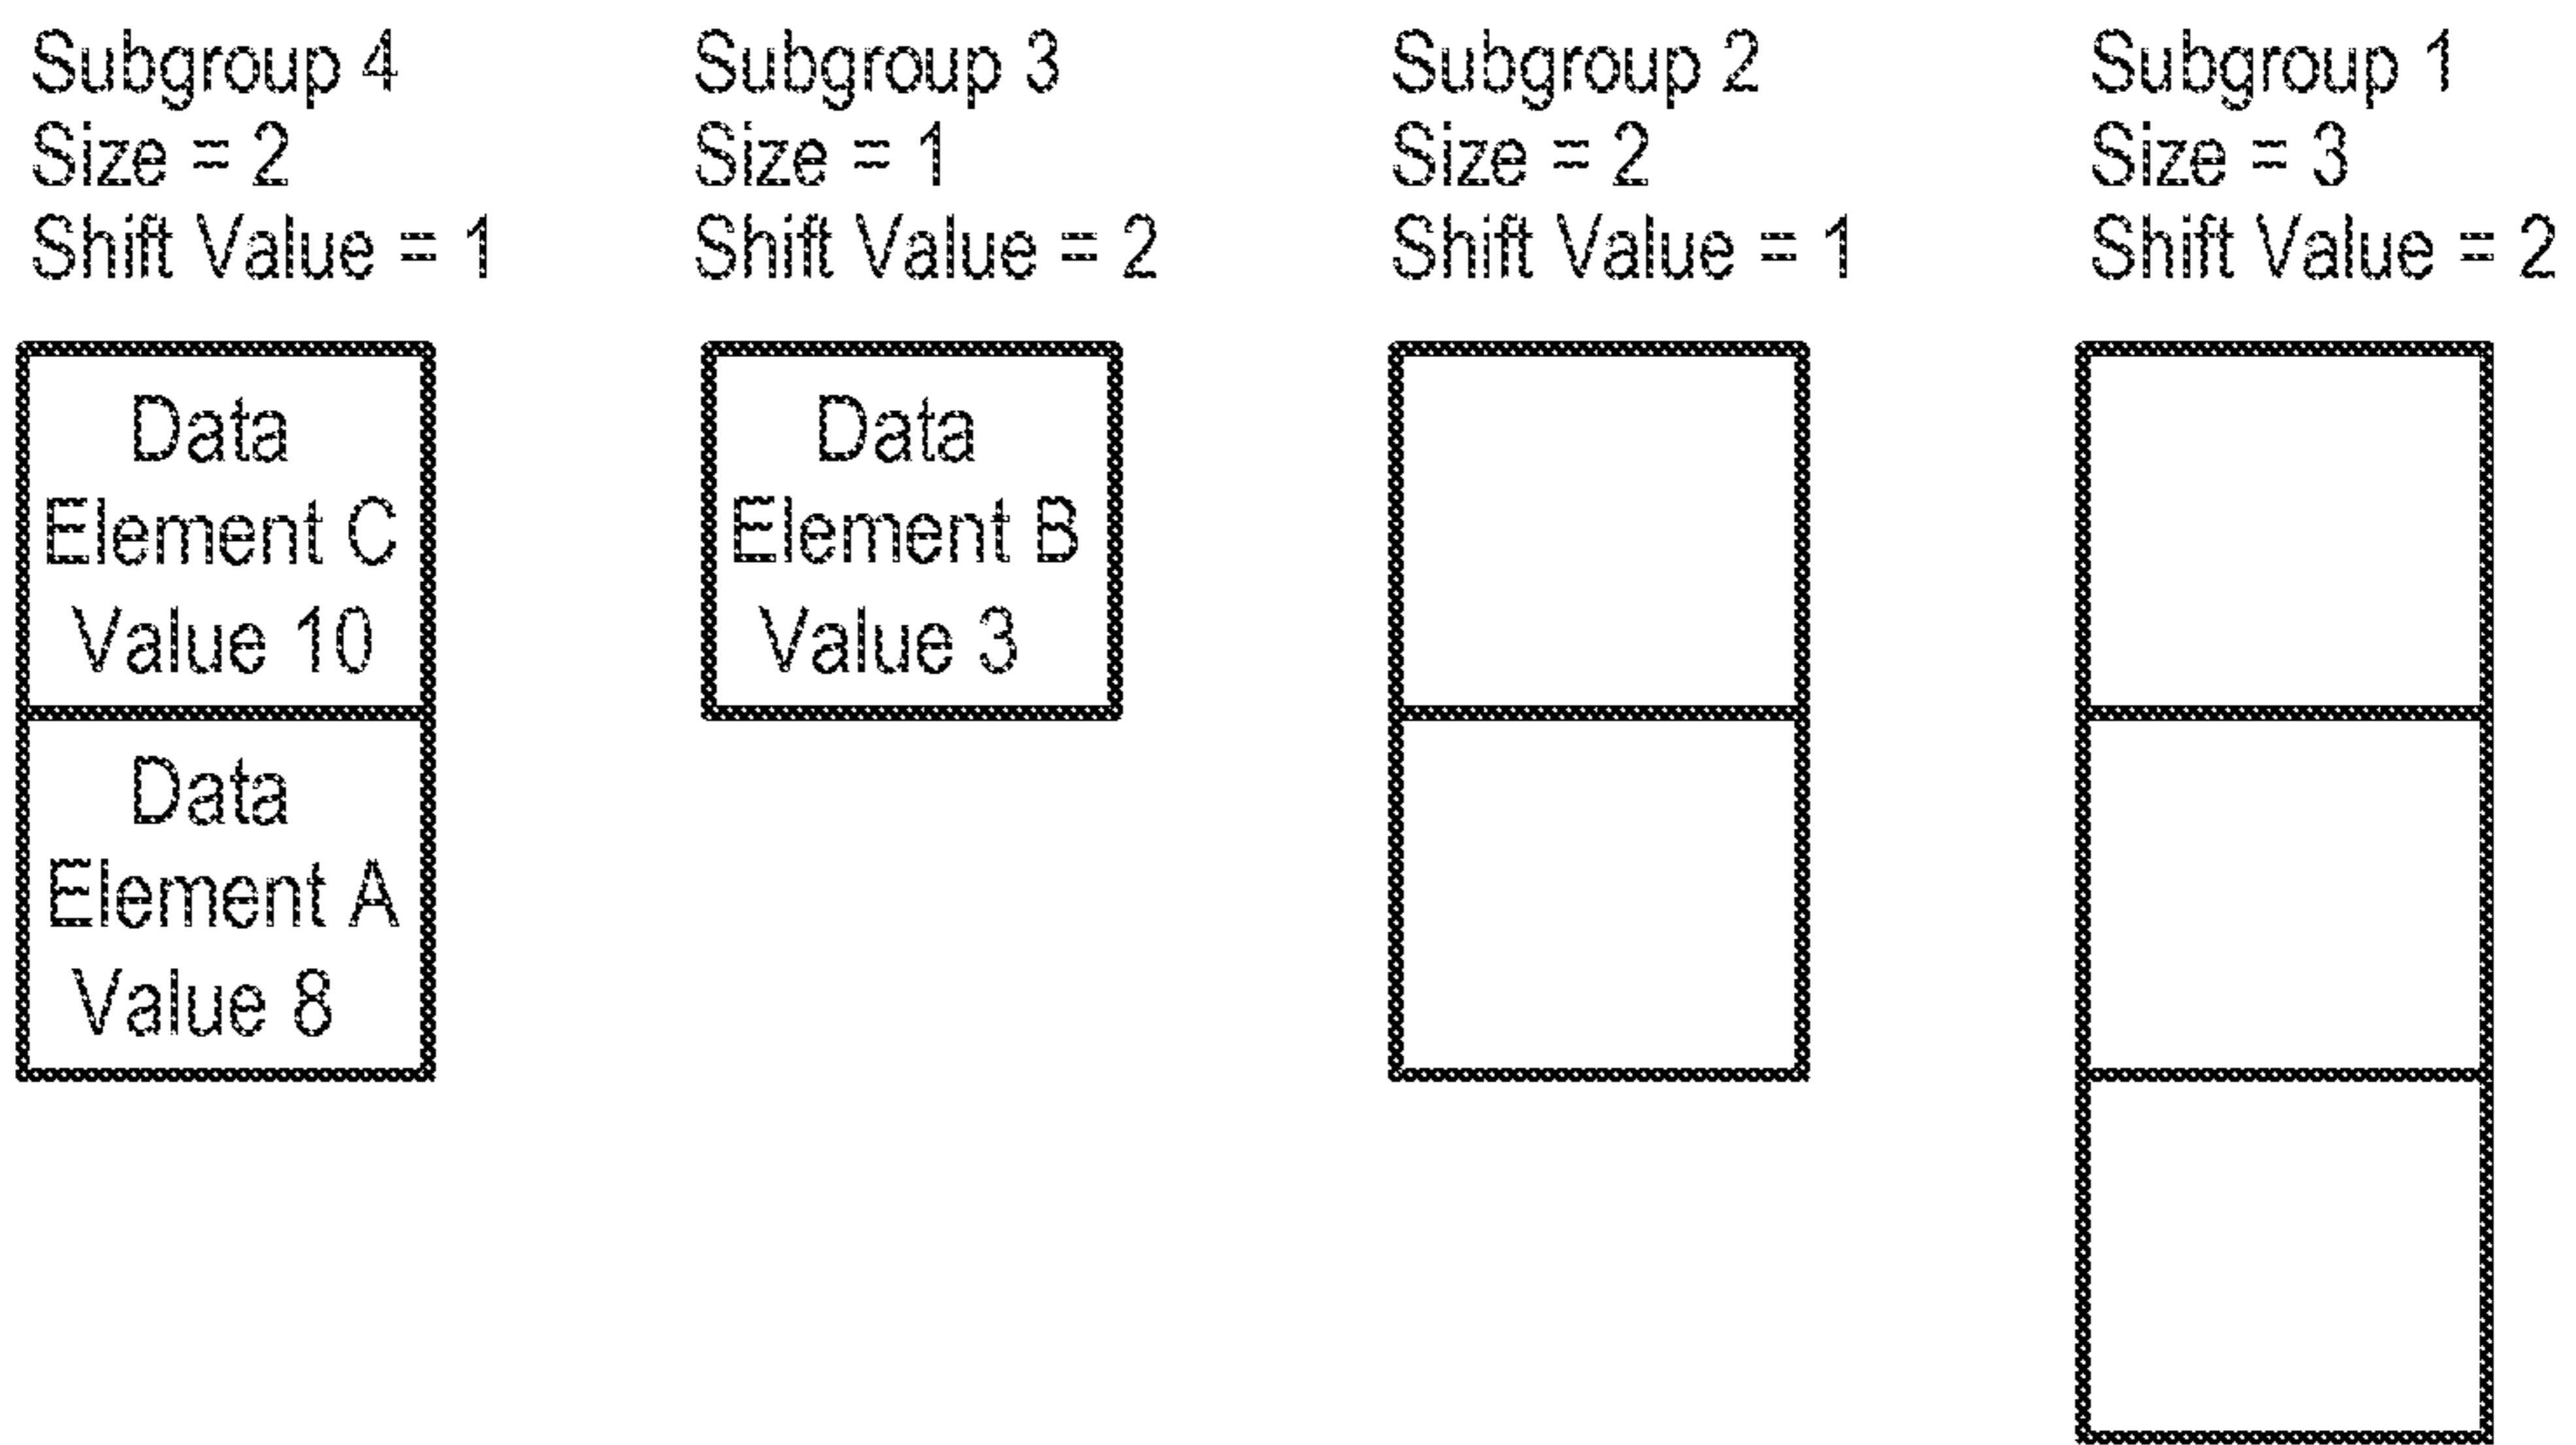 Subgroup 4
Size = 2
Shift Value = 1
Subgroup 3
Size = 1
Shift Value = 2
Subgroup 2
Size = 2
Shift Value = 1
Subgroup 1
Size = 3
Shift Value = 2
Data
Element C
Value 10
Data
Element A
Value 8
Data
Element B
Value 3